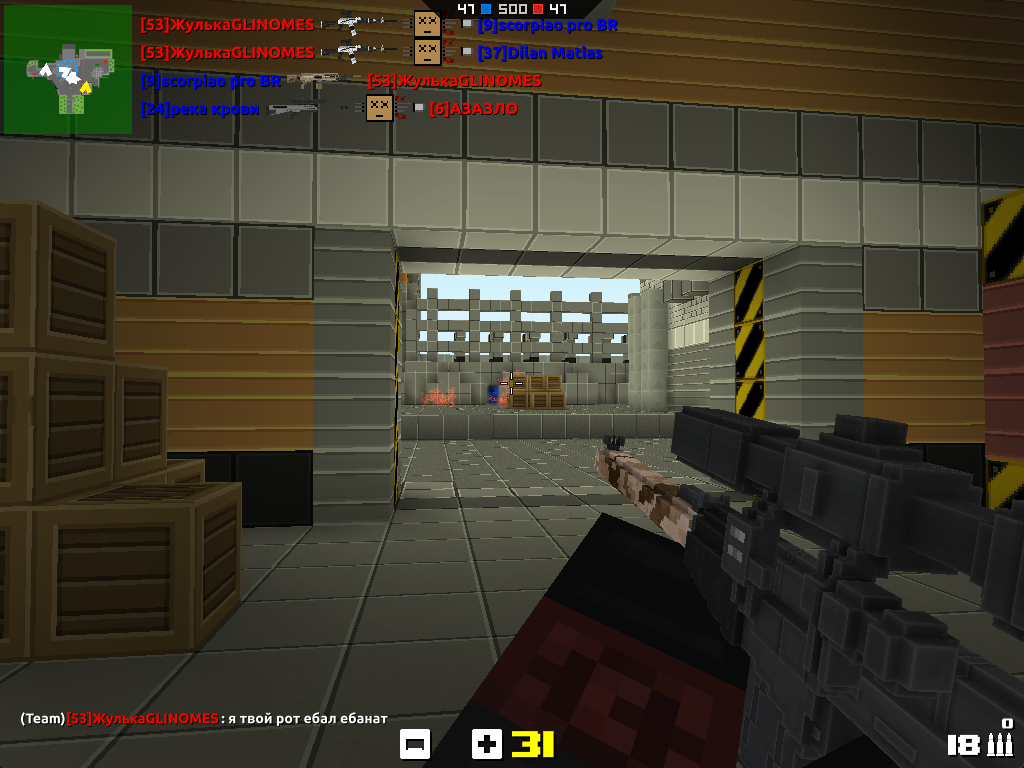 47 500 47
[53]ЖулькаGLINOMES [9]scorpiao pro BR
[53]ЖулькаGLINOMES [37]Dilan Matias
[9]scorpiao pro BR [53]ЖулькаGLINOMES
[24]река крови [6]АЗАЗЛО
(Team)[53]ЖулькаGLINOMES : я твой рот ебал ебанат
0
31
18